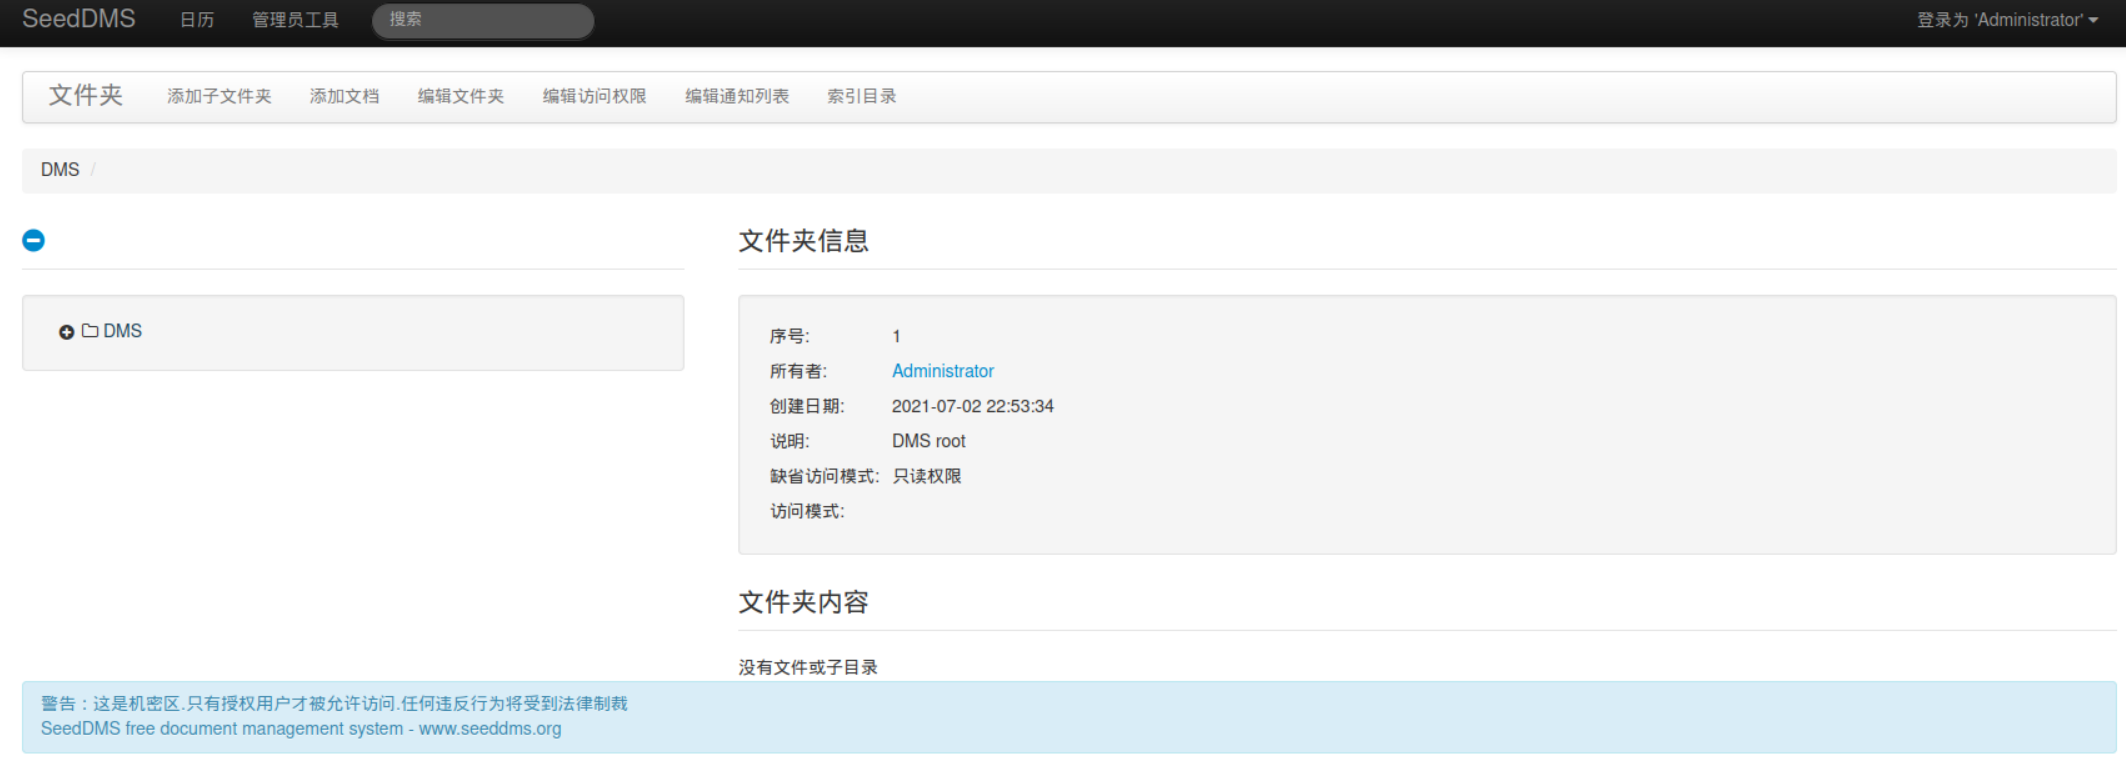 SeedDMS 日历 管理员工具 搜索 登录为 'Administrator'
文件夹 添加子文件夹 添加文档 编辑文件夹 编辑访问权限 编辑通知列表 索引目录
DMS /
文件夹信息
DMS
序号: 1
所有者: Administrator
创建日期: 2021-07-02 22:53:34
说明: DMS root
缺省访问模式: 只读权限
访问模式:
文件夹内容
没有文件或子目录
警告：这是机密区.只有授权用户才被允许访问.任何违反行为将受到法律制裁
SeedDMS free document management system - www.seeddms.org